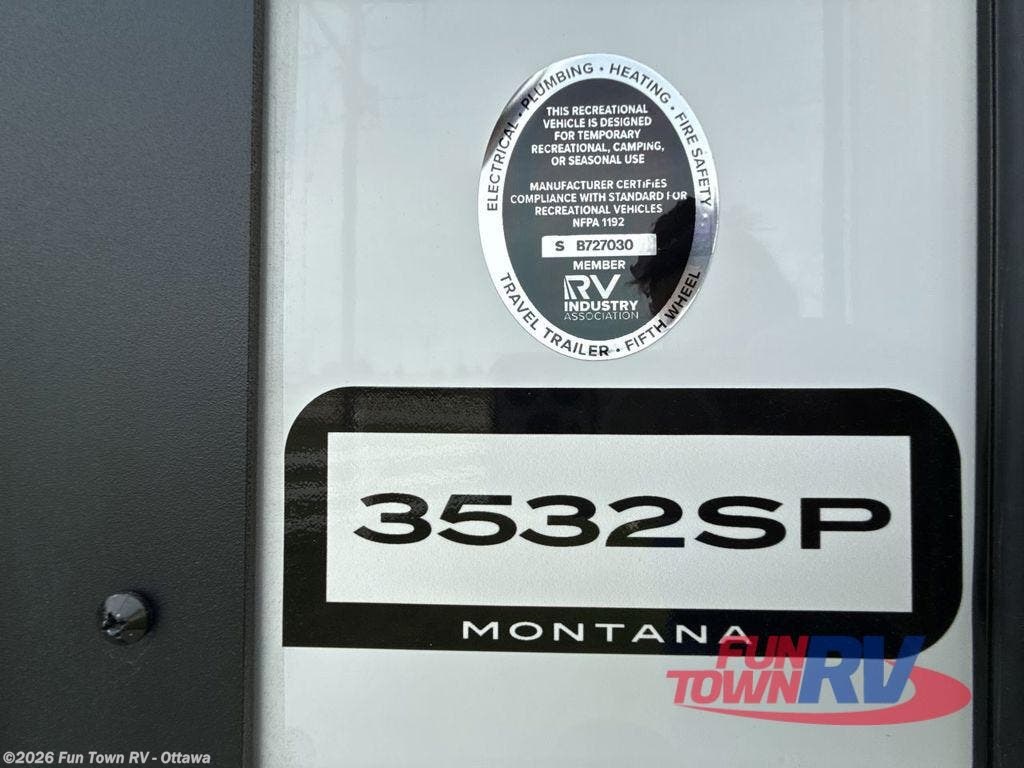 ELECTRICAL • PLUMBING • HEATING • FIRE SAFETY
THIS RECREATIONAL
VEHICLE IS DESIGNED
FOR TEMPORARY
RECREATIONAL, CAMPING,
OR SEASONAL USE
MANUFACTURER CERTIFIES
COMPLIANCE WITH STANDARD FOR
RECREATIONAL VEHICLES
NFPA 1192
S B727030
MEMBER
RV
INDUSTRY
ASSOCIATION
TRAVEL TRAILER • FIFTH WHEEL
3532SP
MONTANA
FUN
TOWN RV
©2026 Fun Town RV - Ottawa